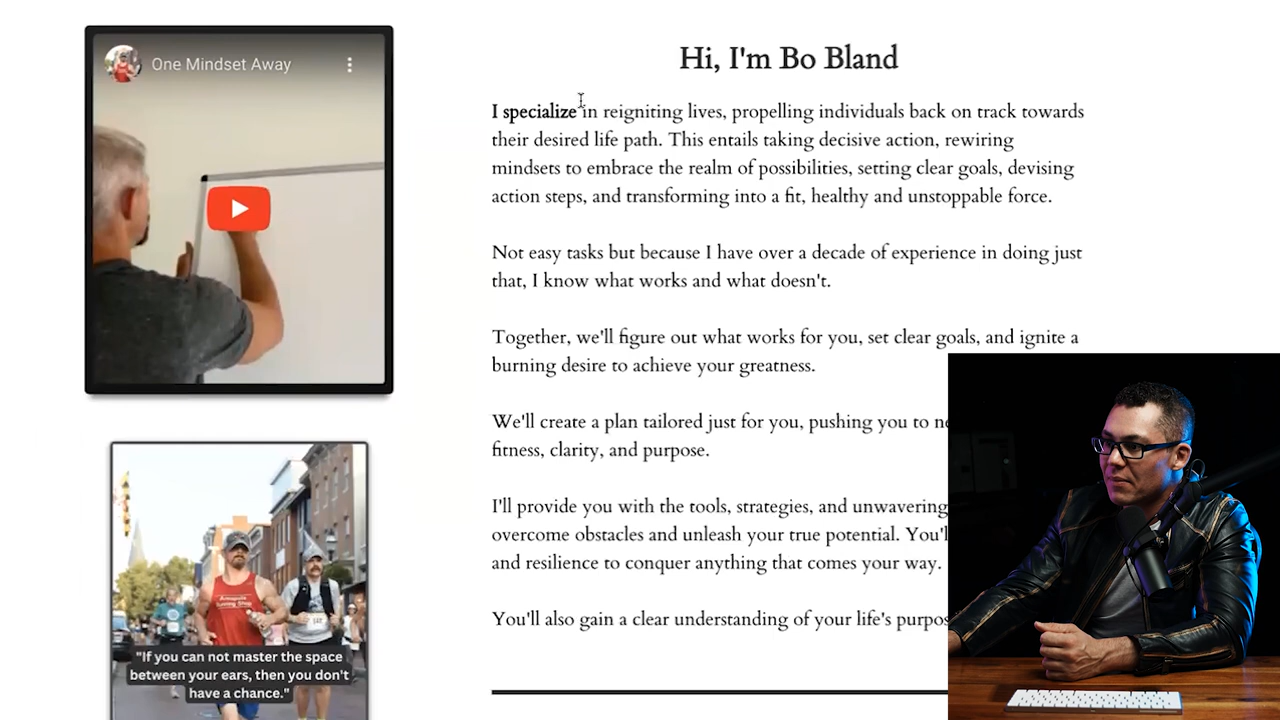 One Mindset Away
Hi, I'm Bo Bland
I specialize in reigniting lives, propelling individuals back on track towards
their desired life path. This entails taking decisive action, rewiring
mindsets to embrace the realm of possibilities, setting clear goals, devising
action steps, and transforming into a fit, healthy and unstoppable force.
Not easy tasks but because I have over a decade of experience in doing just
that, I know what works and what doesn't.
Together, we'll figure out what works for you, set clear goals, and ignite a
burning desire to achieve your greatness.
We'll create a plan tailored just for you, pushing you to
fitness, clarity, and purpose.
I'll provide you with the tools, strategies, and unwavering
overcome obstacles and unleash your true potential.
and resilience to conquer anything that comes your way.
You'll also gain a clear understanding of your life's
"If you can not master the space
between your ears, then you don't
have a chance."